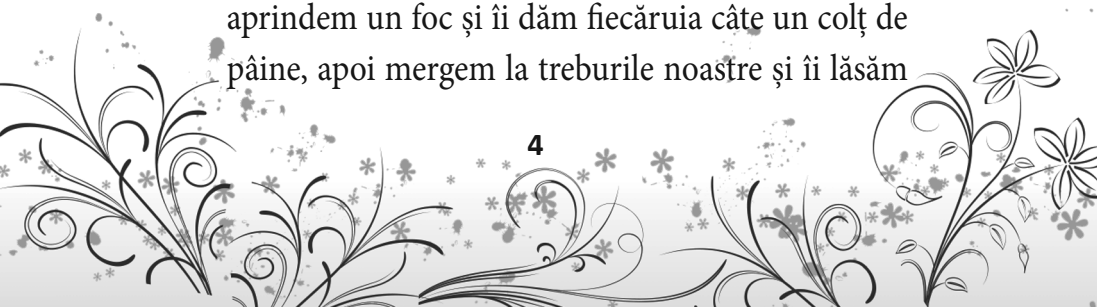 aprindem un foc și îi dăm fiecăruia câte un colț de
pâine, apoi mergem la treburile noastre și îi lăsăm
4